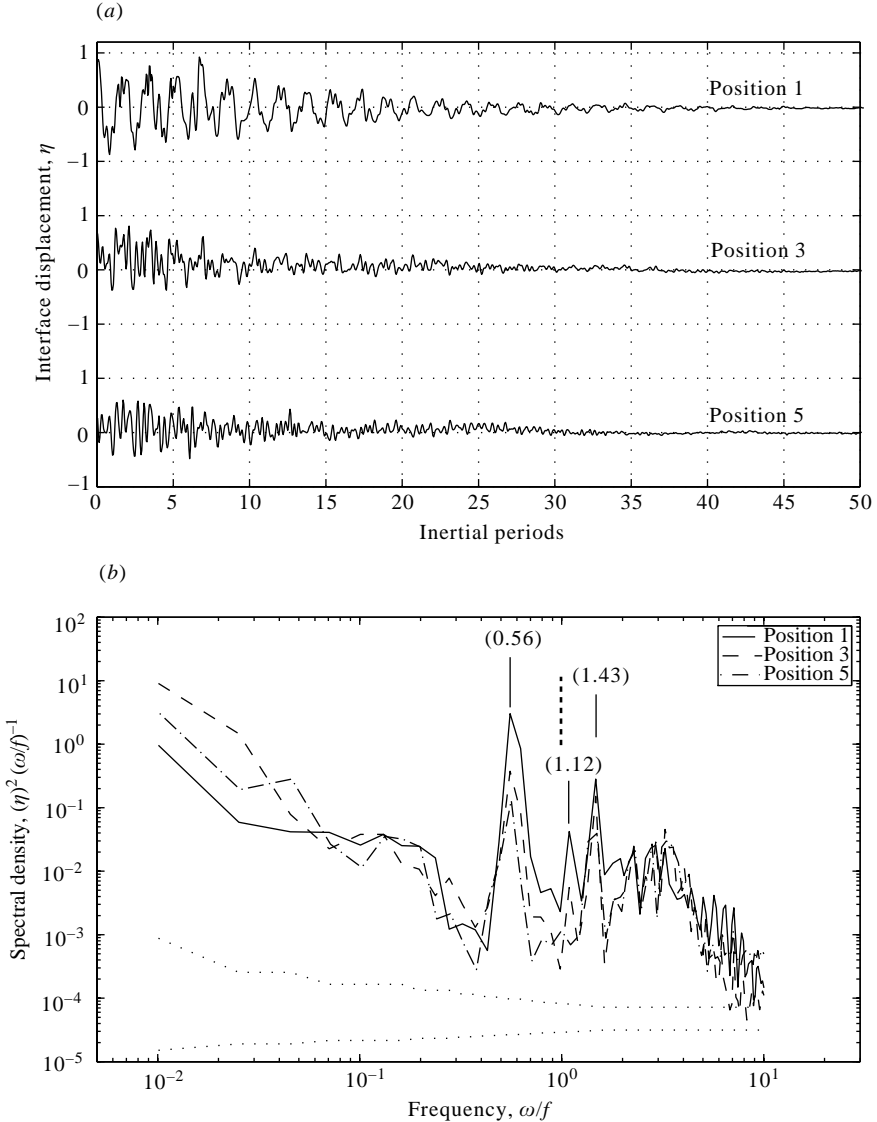 (a)
1
0
−1
Position 1
1
0
−1
Position 3
1
0
−1
Position 5
Interface displacement, η
0 5 10 15 20 25 30 35 40 45 50
Inertial periods
(b)
10²
10¹
10⁰
10⁻¹
10⁻²
10⁻³
10⁻⁴
10⁻⁵
Spectral density, (η)² (ω/f)⁻¹
(0.56)
(1.12)
(1.43)
Position 1
Position 3
Position 5
10⁻² 10⁻¹ 10⁰ 10¹
Frequency, ω/f